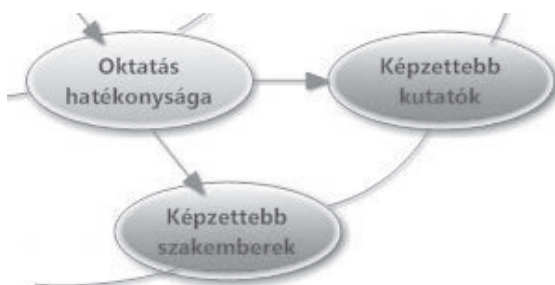 Oktatás
hatékonysága
Képzettebb
kutatók
Képzettebb
szakemberek